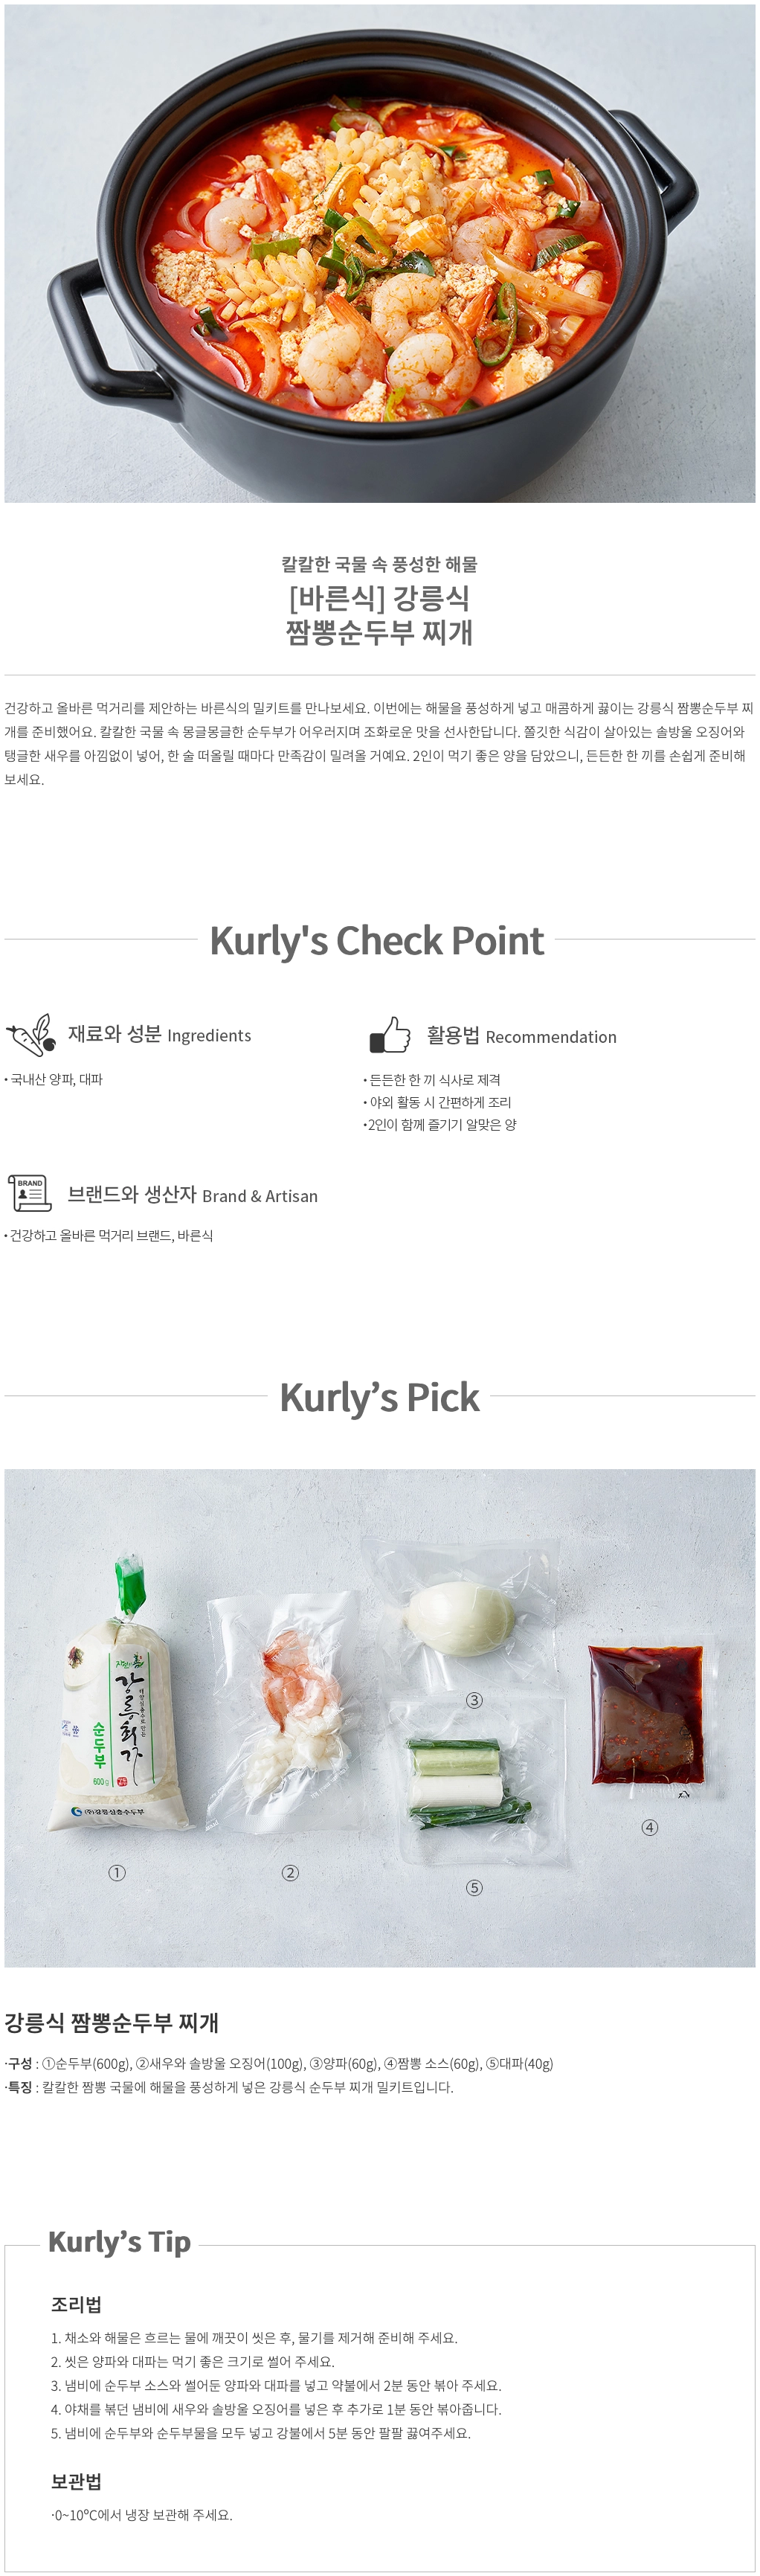 칼칼한 국물 속 풍성한 해물
[바른식] 강릉식
짬뽕순두부 찌개
건강하고 올바른 먹거리를 제안하는 바른식의 밀키트를 만나보세요. 이번에는 해물을 풍성하게 넣고 매콤하게 끓이는 강릉식 짬뽕순두부 찌
개를 준비했어요. 칼칼한 국물 속 몽글몽글한 순두부가 어우러지며 조화로운 맛을 선사한답니다. 쫄깃한 식감이 살아있는 솔방울 오징어와
탱글한 새우를 아낌없이 넣어, 한 술 떠올릴 때마다 만족감이 밀려올 거예요. 2인이 먹기 좋은 양을 담았으니, 든든한 한 끼를 손쉽게 준비해
보세요.
Kurly's Check Point
재료와 성분 Ingredients
• 국내산 양파, 대파
활용법 Recommendation
• 든든한 한 끼 식사로 제격
• 야외 활동 시 간편하게 조리
•2인이 함께 즐기기 알맞은 양
BRAND
브랜드와 생산자 Brand & Artisan
• 건강하고 올바른 먹거리 브랜드, 바른식
Kurly’s Pick
강릉초당
순두부
600g
(주)강릉심층수두부
①
②
③
④
⑤
강릉식 짬뽕순두부 찌개
·구성 : ①순두부(600g), ②새우와 솔방울 오징어(100g), ③양파(60g), ④짬뽕 소스(60g), ⑤대파(40g)
·특징 : 칼칼한 짬뽕 국물에 해물을 풍성하게 넣은 강릉식 순두부 찌개 밀키트입니다.
Kurly’s Tip
조리법
1. 채소와 해물은 흐르는 물에 깨끗이 씻은 후, 물기를 제거해 준비해 주세요.
2. 씻은 양파와 대파는 먹기 좋은 크기로 썰어 주세요.
3. 냄비에 순두부 소스와 썰어둔 양파와 대파를 넣고 약불에서 2분 동안 볶아 주세요.
4. 야채를 볶던 냄비에 새우와 솔방울 오징어를 넣은 후 추가로 1분 동안 볶아줍니다.
5. 냄비에 순두부와 순두부물을 모두 넣고 강불에서 5분 동안 팔팔 끓여주세요.
보관법
·0~10ºC에서 냉장 보관해 주세요.